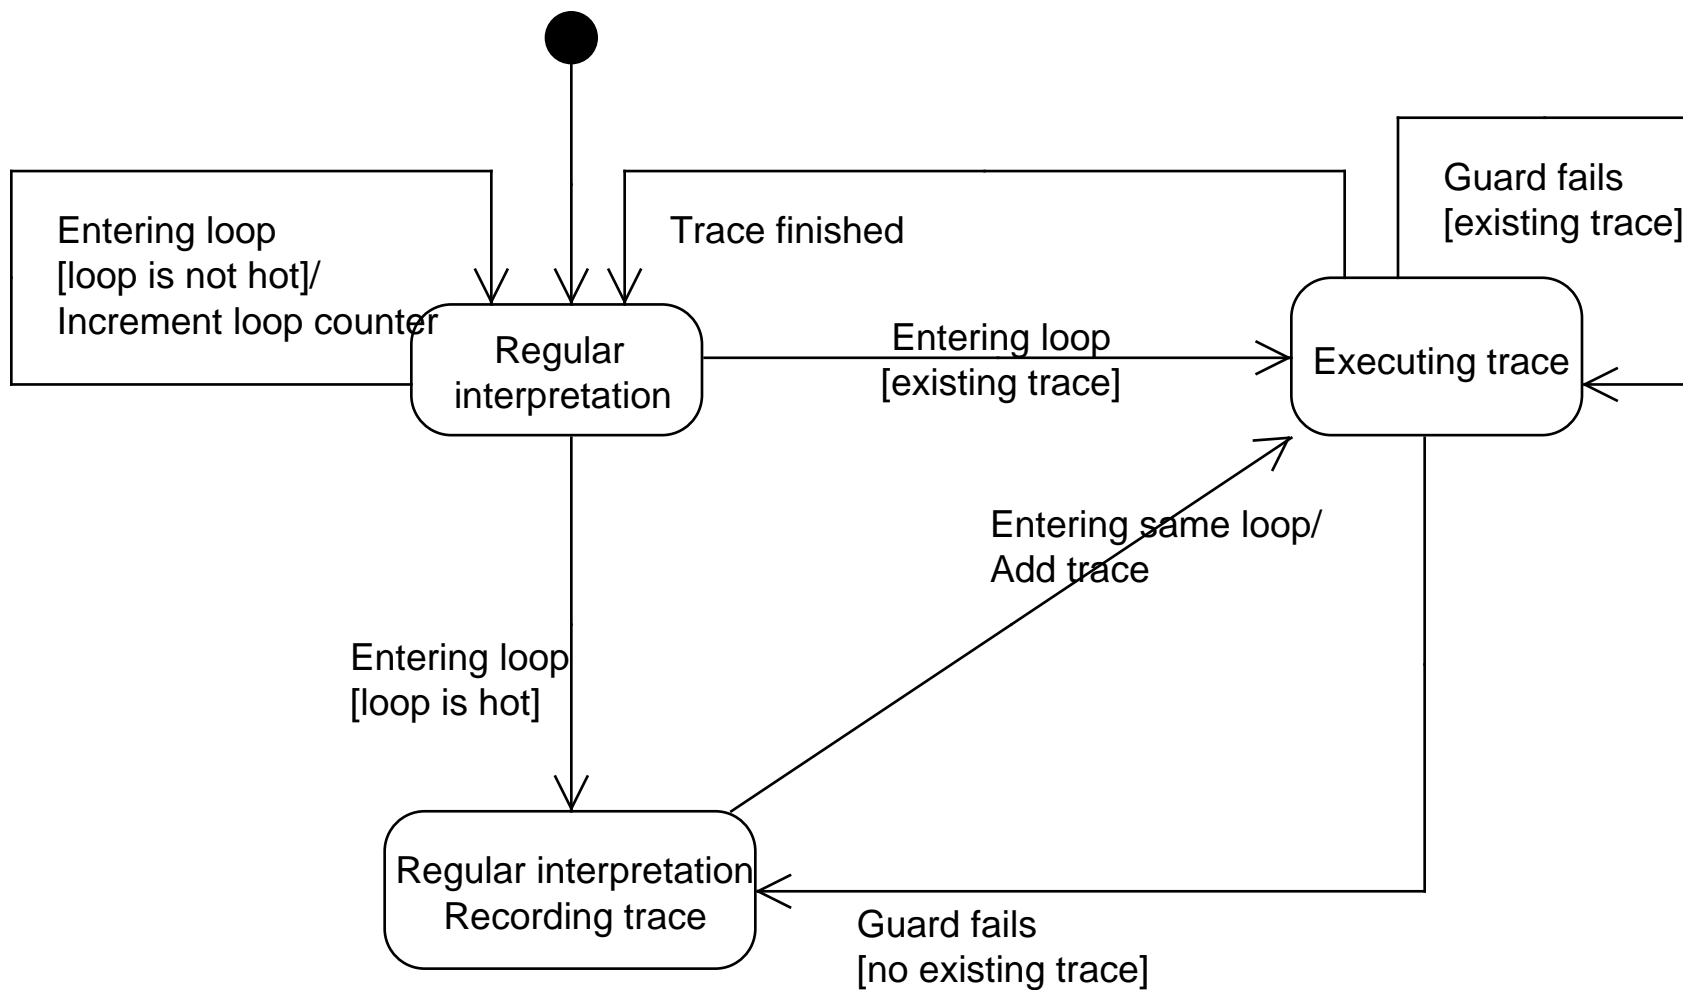 Guard fails
[existing trace]
Entering loop
[loop is not hot]/
Increment loop counter
Trace finished
Regular
interpretation
Entering loop
[existing trace]
Executing trace
Entering same loop/
Add trace
Entering loop
[loop is hot]
Regular interpretation
Recording trace
Guard fails
[no existing trace]